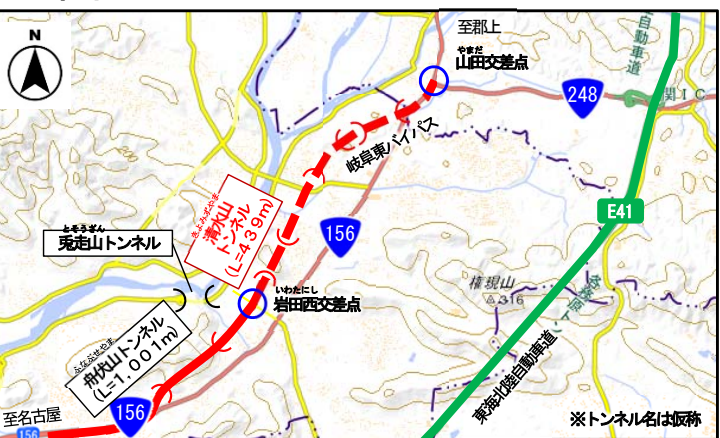 N
至郡上
やまだ
山田交差点
自動車道
248
関IC
岐阜東バイパス
E41
きよみずやま
清水山
トンネル
(L=439m)
とそうざん
兎走山トンネル
156
権現山
316
いわたにし
岩田西交差点
ふなぶせやま
舟伏山トンネル
(L=1,001m)
東海北陸自動車道
至名古屋
156
156
※トンネル名は仮称